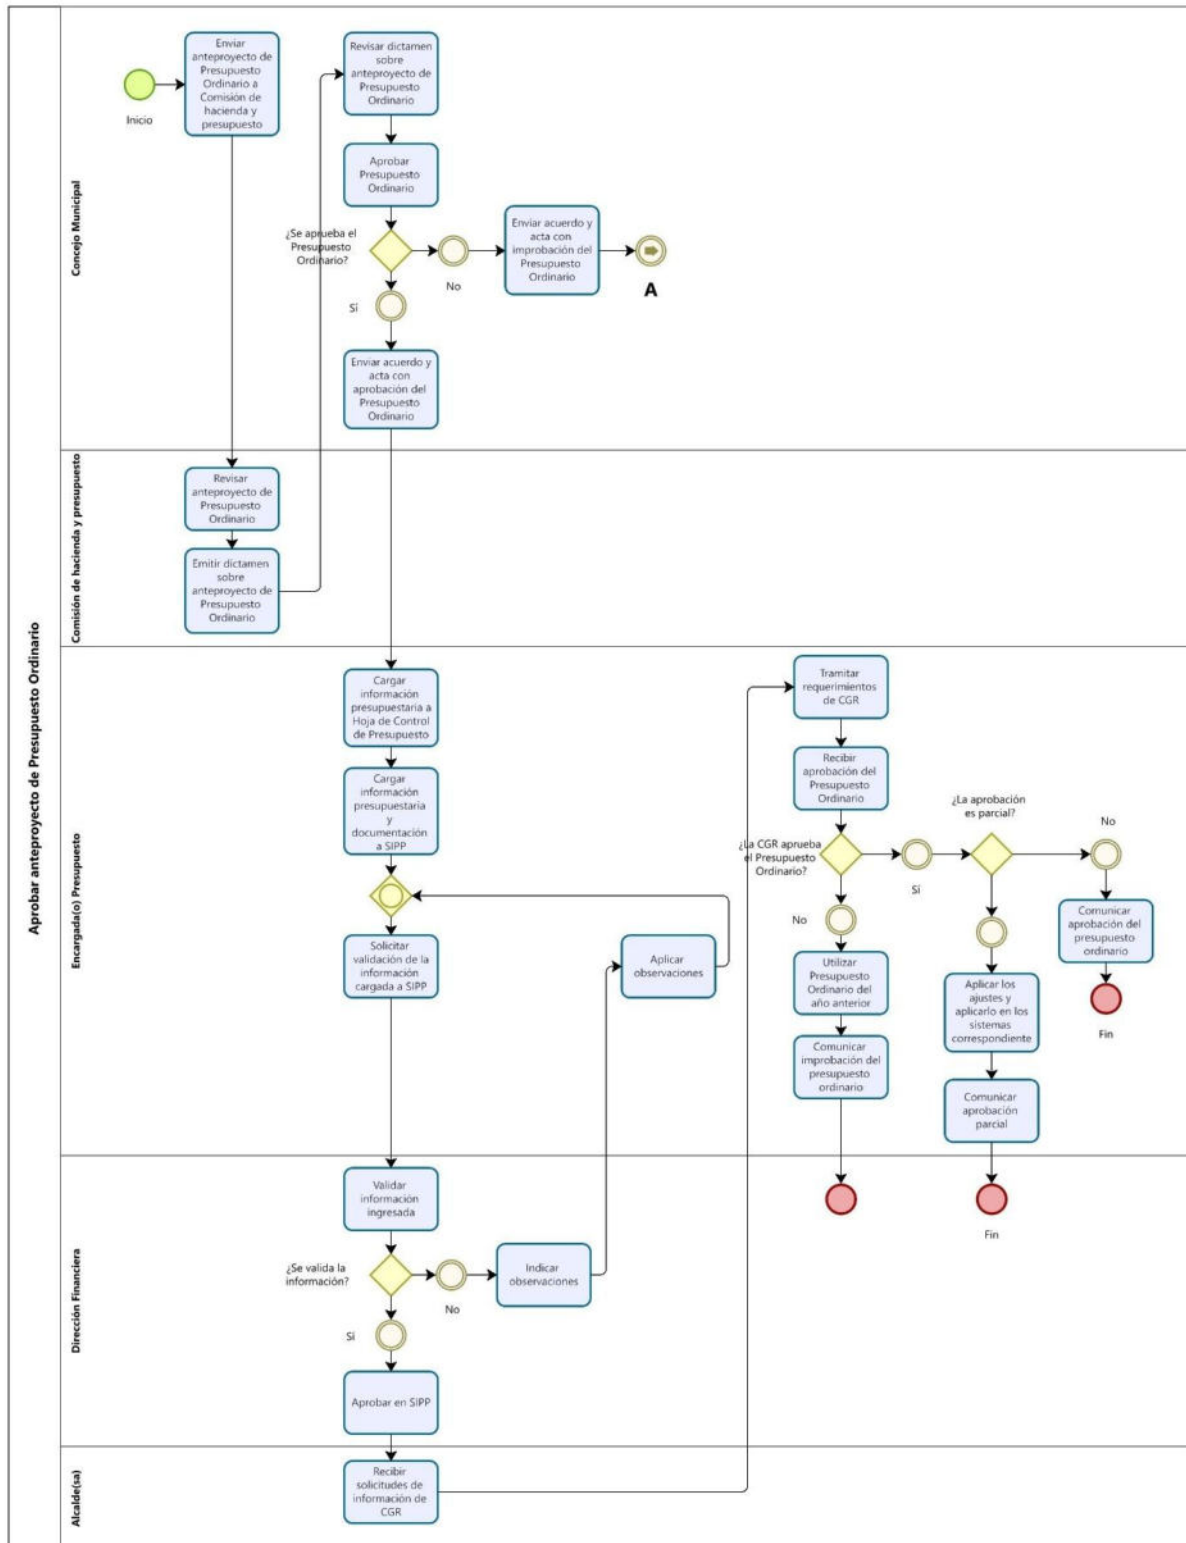 Aprobar anteproyecto de Presupuesto Ordinario
Concejo Municipal
Inicio
Enviar
anteproyecto de
Presupuesto
Ordinario a
Comisión de
hacienda y
presupuesto
Revisar dictamen
sobre
anteproyecto de
Presupuesto
Ordinario
Aprobar
Presupuesto
Ordinario
¿Se aprueba el
Presupuesto
Ordinario?
No
Enviar acuerdo y
acta con
improbación del
Presupuesto
Ordinario
A
Sí
Enviar acuerdo y
acta con
aprobación del
Presupuesto
Ordinario
Comisión de hacienda y presupuesto
Revisar
anteproyecto de
Presupuesto
Ordinario
Emitir dictamen
sobre
anteproyecto de
Presupuesto
Ordinario
Encargada(o) Presupuesto
Cargar
información
presupuestaria a
Hoja de Control
de Presupuesto
Cargar
información
presupuestaria
y
documentación
a SIPP
Solicitar
validación de la
información
cargada a SIPP
Aplicar
observaciones
Tramitar
requerimientos
de CGR
Recibir
aprobación del
Presupuesto
Ordinario
¿La CGR aprueba
el Presupuesto
Ordinario?
Sí
¿La aprobación
es parcial?
No
Comunicar
aprobación del
presupuesto
ordinario
Fin
No
Utilizar
Presupuesto
Ordinario del
año anterior
Comunicar
improbación del
presupuesto
ordinario
Aplicar los
ajustes y
aplicarlo en los
sistemas
correspondiente
Comunicar
aprobación
parcial
Fin
Dirección Financiera
Validar
información
ingresada
¿Se valida la
información?
No
Indicar
observaciones
Sí
Aprobar en SIPP
Alcalde(sa)
Recibir
solicitudes de
información de
CGR